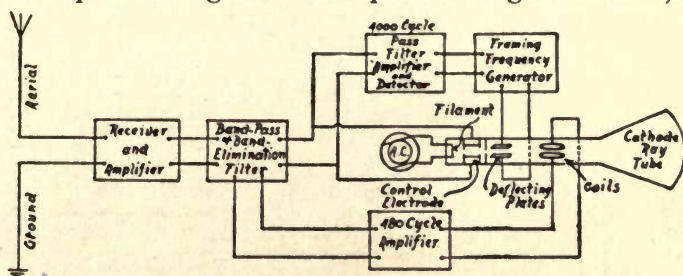 4000 Cycle
Pass
Filter
Amplifier
and
Detector
Framing
Frequency
Generator
Aerial
Filament
Receiver
and
Amplifier
Band-Pass
& Band-
Elimination
Filter
A.C.
Cathode
Ray
Tube
Control
Electrode
Deflecting
Plates
Coils
Ground
480 Cycle
Amplifier